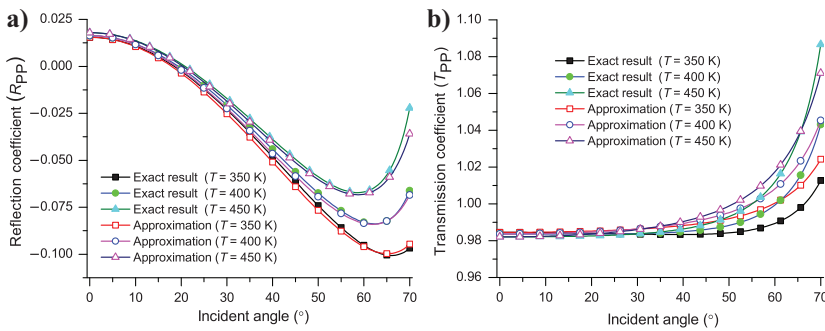 a)
Reflection coefficient (RPP)
0.025
0.000
−0.025
−0.050
−0.075
−0.100
Exact result (T = 350 K)
Exact result (T = 400 K)
Exact result (T = 450 K)
Approximation (T = 350 K)
Approximation (T = 400 K)
Approximation (T = 450 K)
0 10 20 30 40 50 60 70
Incident angle (°)
b)
Transmission coefficient (TPP)
1.10
1.08
1.06
1.04
1.02
1.00
0.98
0.96
Exact result (T = 350 K)
Exact result (T = 400 K)
Exact result (T = 450 K)
Approximation (T = 350 K)
Approximation (T = 400 K)
Approximation (T = 450 K)
0 10 20 30 40 50 60 70
Incident angle (°)